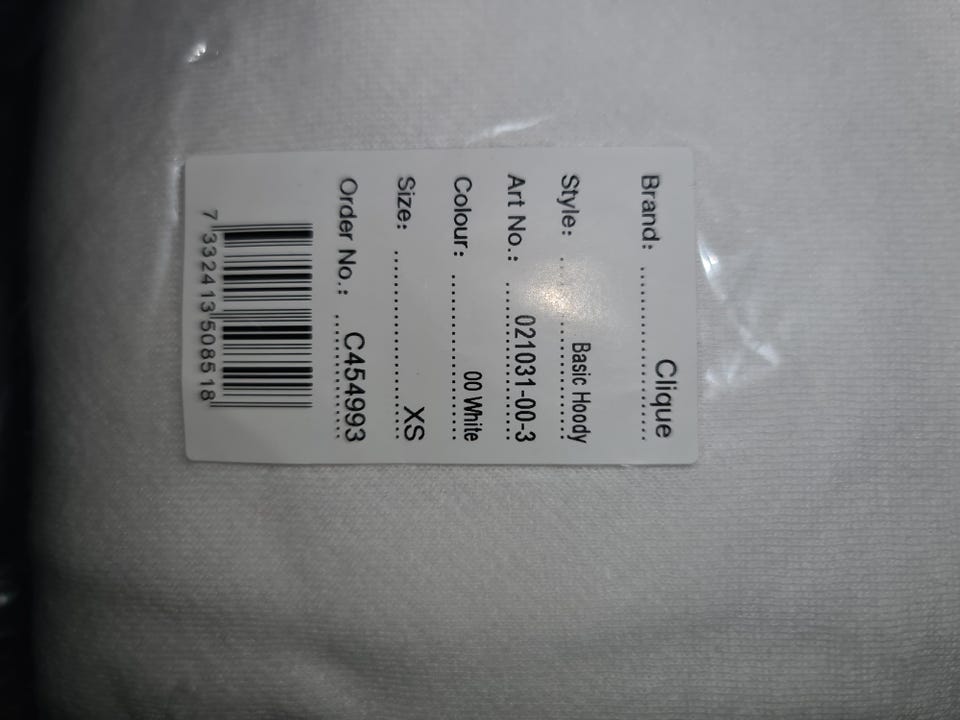 Brand: .......................... Clique
Style: .......................... Basic Hoody
Art No.: .......................... 021031-00-3
Colour: .......................... 00 White
Size: .......................... XS
Order No.: .......................... C454993
7 332413 508518